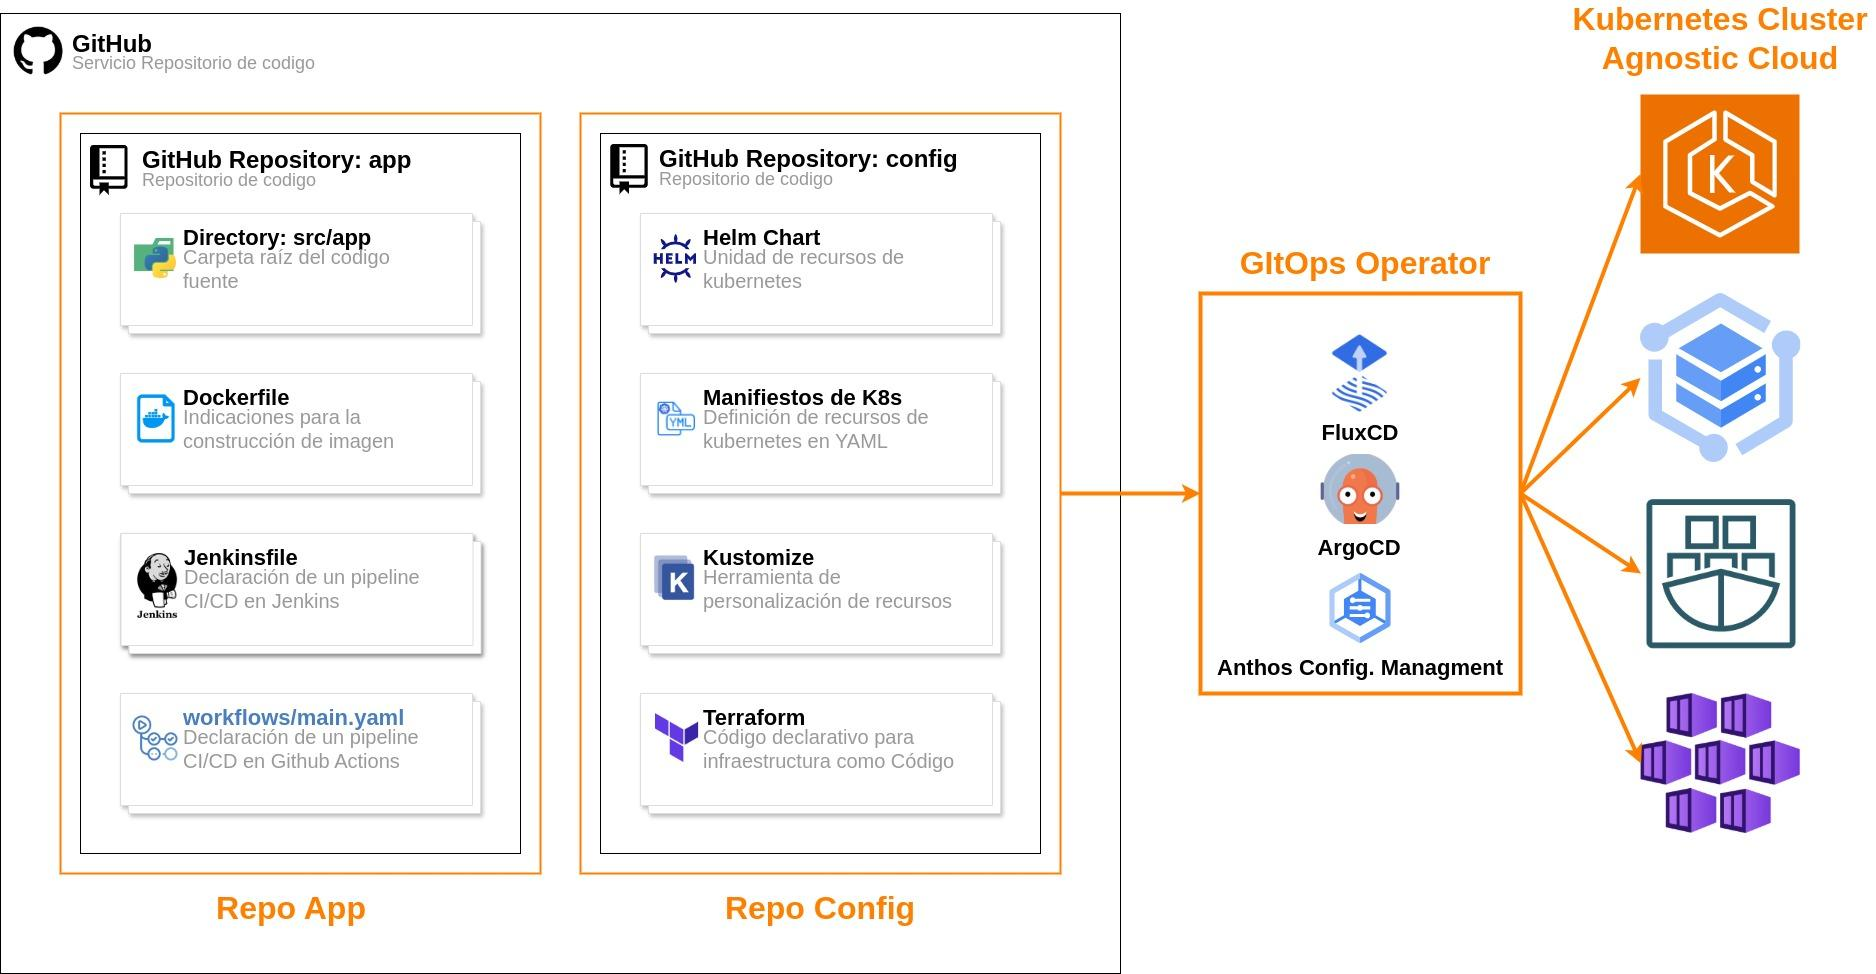 Kubernetes Cluster
Agnostic Cloud
GitHub
Servicio Repositorio de codigo
GitHub Repository: app
Repositorio de codigo
Directory: src/app
Carpeta raíz del código
fuente
Dockerfile
Indicaciones para la
construcción de imagen
Jenkins
Jenkinsfile
Declaración de un pipeline
CI/CD en Jenkins
workflows/main.yaml
Declaración de un pipeline
CI/CD en Github Actions
Repo App
GitHub Repository: config
Repositorio de codigo
HELM
Helm Chart
Unidad de recursos de
kubernetes
YML
Manifiestos de K8s
Definición de recursos de
kubernetes en YAML
K
Kustomize
Herramienta de
personalización de recursos
Terraform
Código declarativo para
infraestructura como Código
Repo Config
GItOps Operator
FluxCD
ArgoCD
Anthos Config. Managment
K